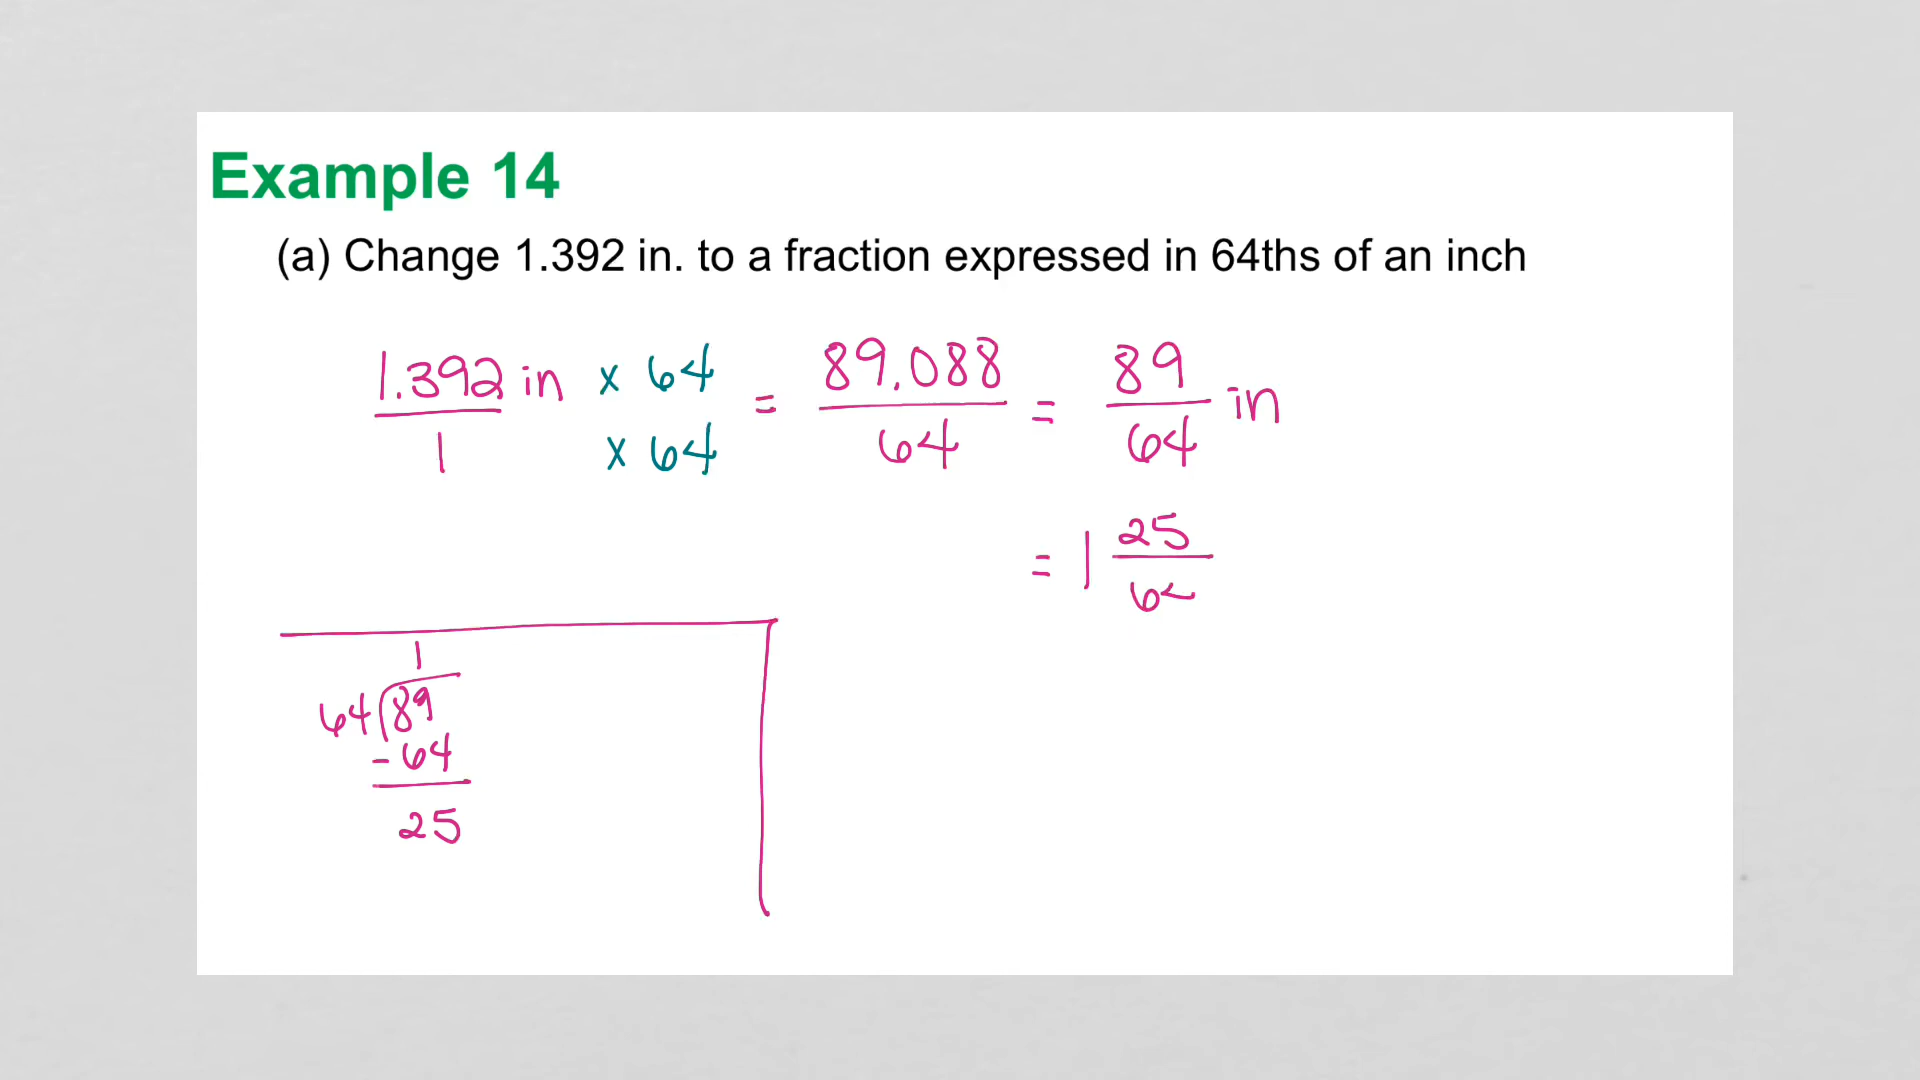 Example 14
(a) Change 1.392 in. to a fraction expressed in 64ths of an inch
1.392 in x 64 = 89.088 = 89 in
1 x 64 64 64
= 1 25
64
1
64 89
- 64
25